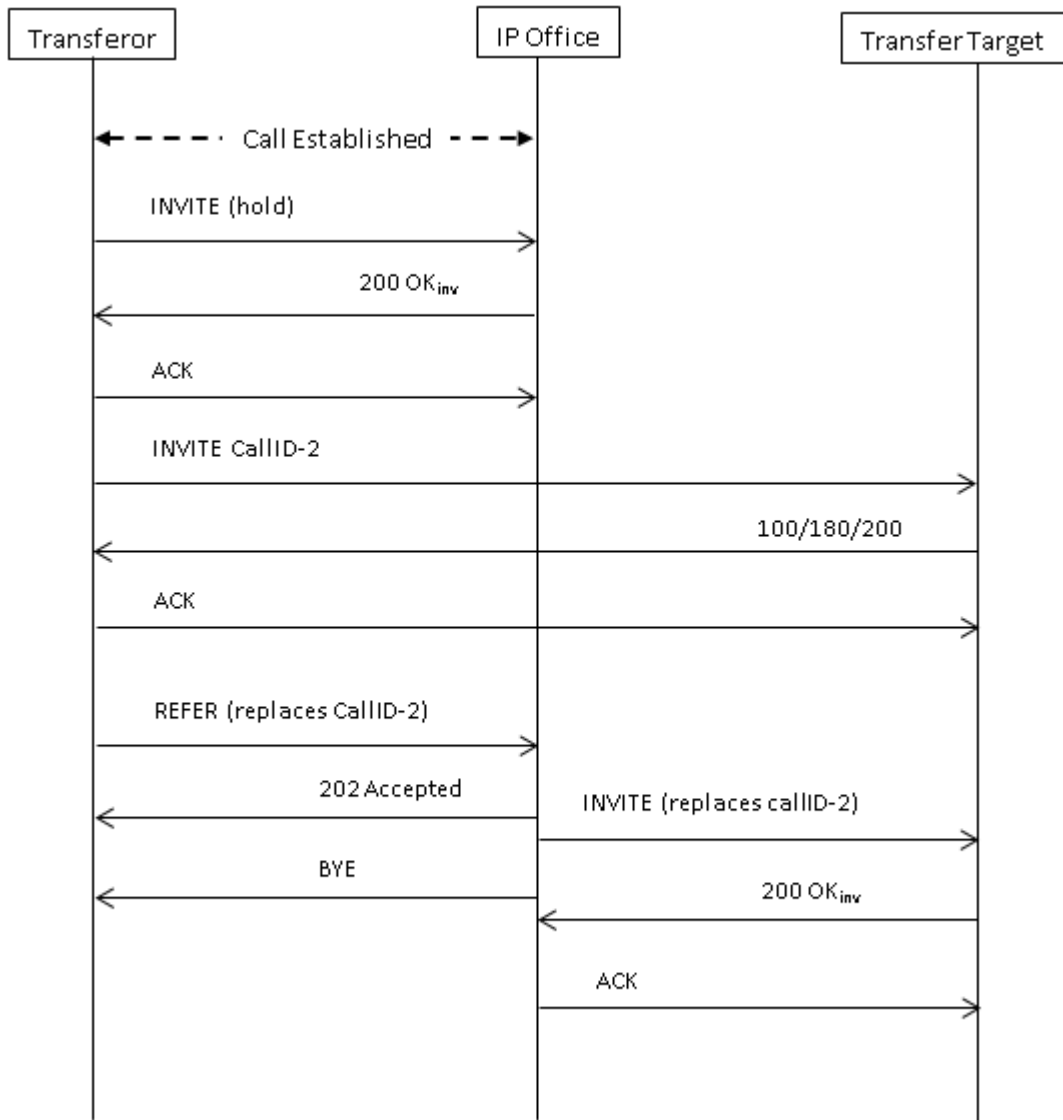 Transferor
IP Office
Transfer Target
Call Established
INVITE (hold)
200 OKinv
ACK
INVITE CallID-2
100/180/200
ACK
REFER (replaces CallID-2)
202 Accepted
INVITE (replaces callID-2)
BYE
200 OKinv
ACK